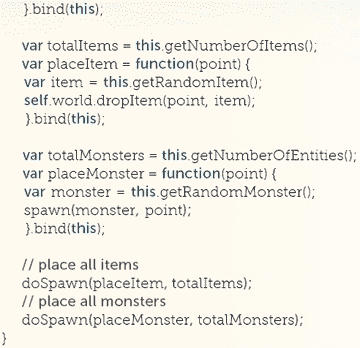 }.bind(this);

var totalItems = this.getNumberOfItems();
var placeItem = function(point) {
var item = this.getRandomItem();
self.world.dropItem(point, item);
}.bind(this);

var totalMonsters = this.getNumberOfEntities();
var placeMonster = function(point) {
var monster = this.getRandomMonster();
spawn(monster, point);
}.bind(this);

// place all items
doSpawn(placeItem, totalItems);
// place all monsters
doSpawn(placeMonster, totalMonsters);
}